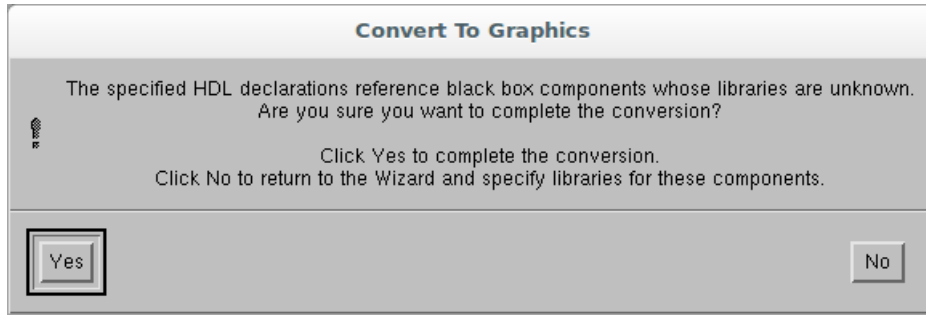 Convert To Graphics
The specified HDL declarations reference black box components whose libraries are unknown.
Are you sure you want to complete the conversion?
Click Yes to complete the conversion.
Click No to return to the Wizard and specify libraries for these components.
Yes
No